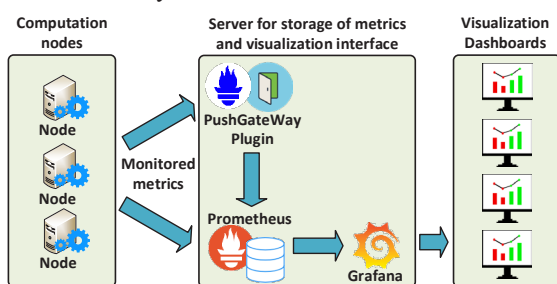 Computation
nodes
Server for storage of metrics
and visualization interface
Visualization
Dashboards
Node
Node
Node
Monitored
metrics
PushGateWay
Plugin
Prometheus
Grafana